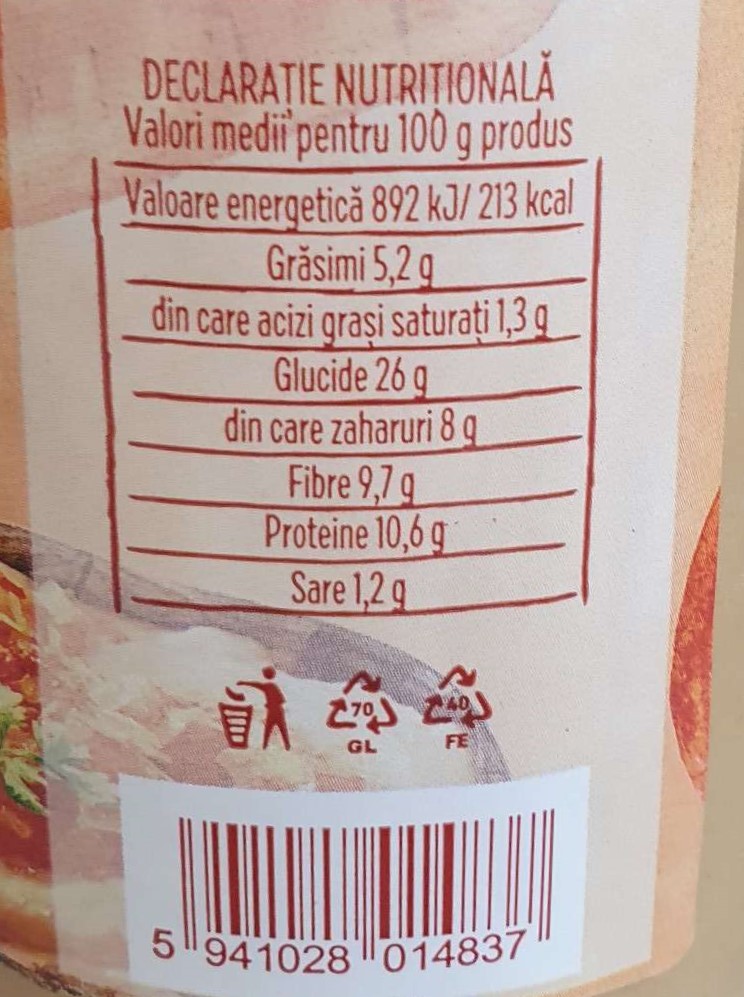 DECLARAȚIE NUTRIȚIONALĂ
Valori medii pentru 100 g produs
Valoare energetică 892 kJ/ 213 kcal
Grăsimi 5,2 g
din care acizi grași saturați 1,3 g
Glucide 26 g
din care zaharuri 8 g
Fibre 9,7 g
Proteine 10,6 g
Sare 1,2 g
70 40
GL FE
5 941028 014837